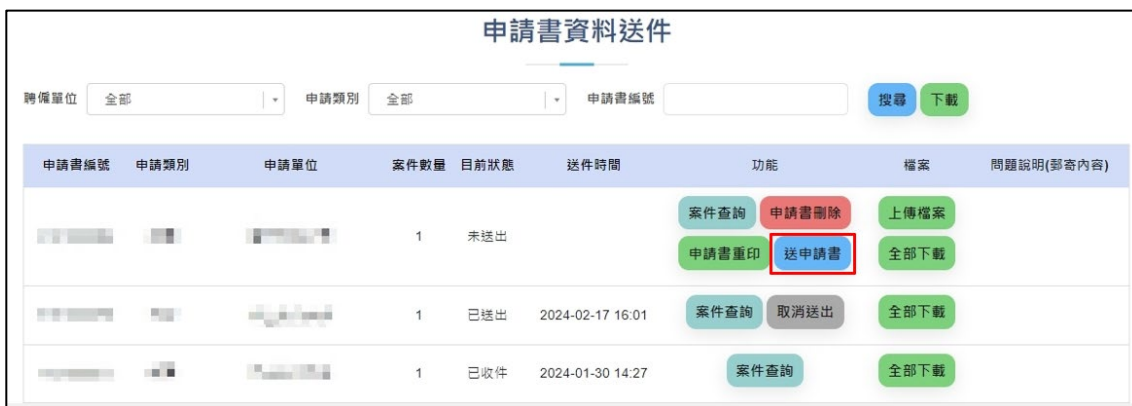 申請書資料送件
聘僱單位 全部 申請類別 全部 申請書編號 搜尋 下載
申請書編號 申請類別 申請單位 案件數量 目前狀態 送件時間 功能 檔案 問題說明(郵寄內容)
案件查詢 申請書刪除 上傳檔案
1 未送出
申請書重印 送申請書 全部下載
1 已送出 2024-02-17 16:01 案件查詢 取消送出 全部下載
1 已收件 2024-01-30 14:27 案件查詢 全部下載